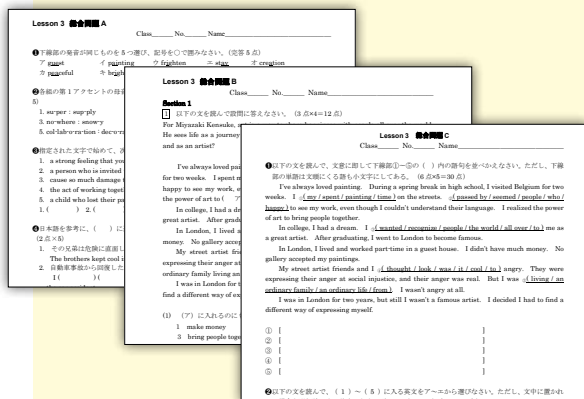 Lesson 3 総合問題 A
Class______ No.______ Name______________________
❶下線部の発音が同じものを5つ選び、記号を○で囲みなさい。(完答5点)
ア guest イ painting ウ frighten エ stay オ creation
カ peaceful キ
❷各組の第1アクセントの母音
5)
1. su·per : sup·ply
2. no·where : snow·y
5. col·lab·o·ra·tion :
❸指定された文字で始めて、次
1. a strong feeling that you
2. a person who is invited
3. cause so much damage
4. the act of working toget
5. a child who lost their pa
1. ( ) 2. (
❹日本語を参考に、( )に
(2点×5)
1. その兄弟は危険に直面し
The brothers kept cool i
2. 自動車事故から回復した
I ( ) (
Lesson 3 総合問題 B
Class______ No.______ Name______________________
Section 1
1 以下の文を読んで設問に答えなさい。(3点×4=12点)
For Miyazaki Kensuke,
He sees life as a journey
and as an artist?
I've always loved pai
for two weeks. I spent
happy to see my work, e
the power of art to ( ア
In college, I had a dr
great artist. After gradu
In London, I lived a
money. No gallery accep
My street artist fri
expressing their anger at
ordinary family living an
I was in London for t
find a different way of ex
(1) (ア)に入れるのに
1 make money
3 bring people toge
Lesson 3 総合問題 C
Class______ No.______ Name______________________
❶以下の文を読んで、文意に即して下線部①~⑤の( )内の語句を並べかえなさい。ただし、下線
部の単語は文頭にくる語も小文字にしてある。(6点×5=30点)
I've always loved painting. During a spring break in high school, I visited Belgium for two
weeks. I ①( my / spent / painting / time ) on the streets. ②( passed by / seemed / people / who /
happy ) to see my work, even though I couldn't understand their language. I realized the power
of art to bring people together.
In college, I had a dream. I ③( wanted / recognize / people / the world / all over / to ) me as
a great artist. After graduating, I went to London to become famous.
In London, I lived and worked part-time in a guest house. I didn't have much money. No
gallery accepted my paintings.
My street artist friends and I ④( thought / look / was / it / cool / to ) angry. They were
expressing their anger at social injustice, and their anger was real. But I was ⑤( living / an
ordinary family / an ordinary life / from ). I wasn't angry at all.
I was in London for two years, but still I wasn't a famous artist. I decided I had to find a
different way of expressing myself.
① [ ]
② [ ]
③ [ ]
④ [ ]
⑤ [ ]
❷以下の文を読んで、( 1 )~( 5 )に入る英文をア~エから選びなさい。ただし、文中に置かれ